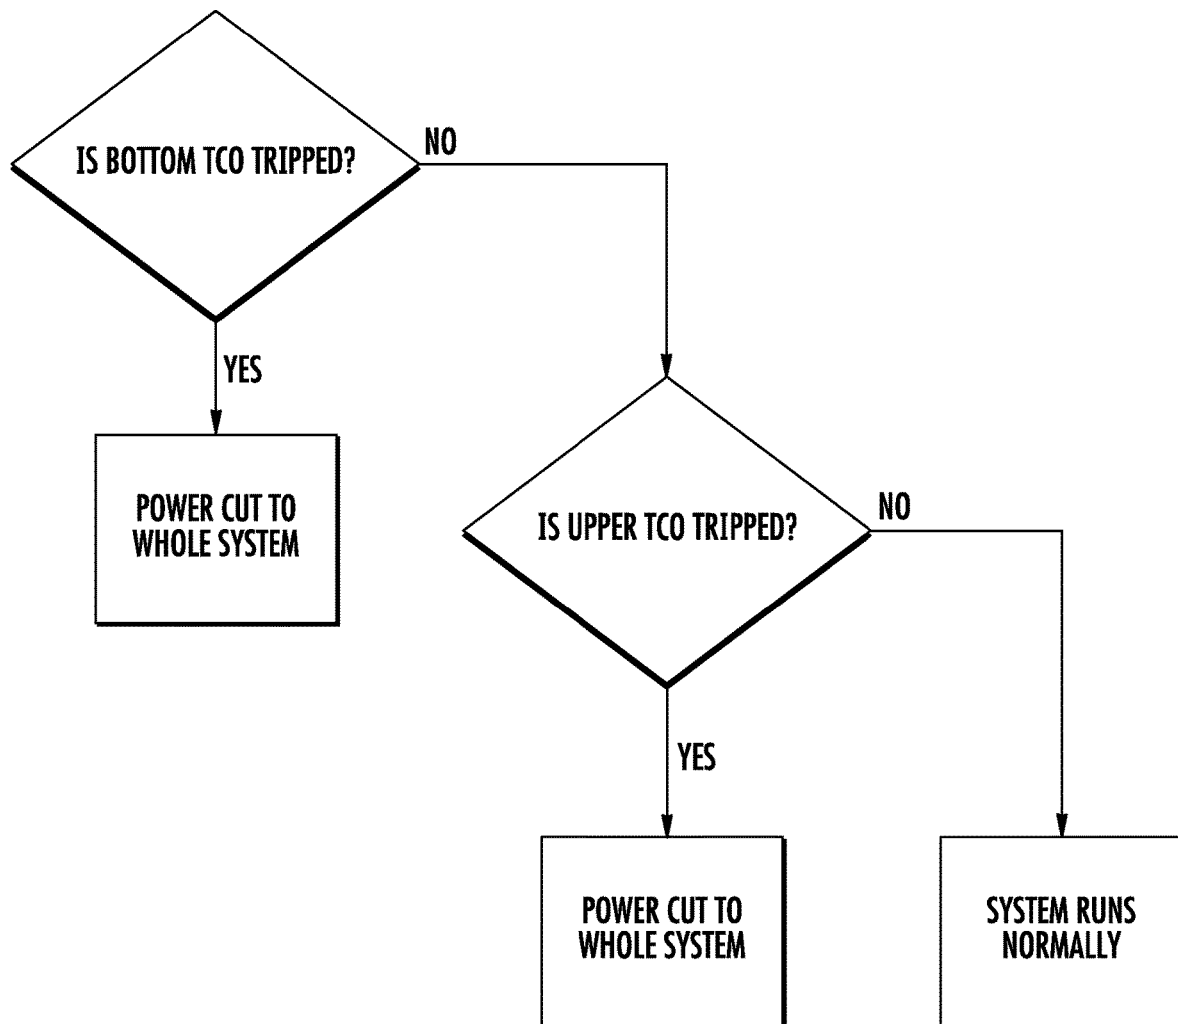 IS BOTTOM TCO TRIPPED?
NO
YES
POWER CUT TO
WHOLE SYSTEM
IS UPPER TCO TRIPPED?
NO
YES
POWER CUT TO
WHOLE SYSTEM
SYSTEM RUNS
NORMALLY